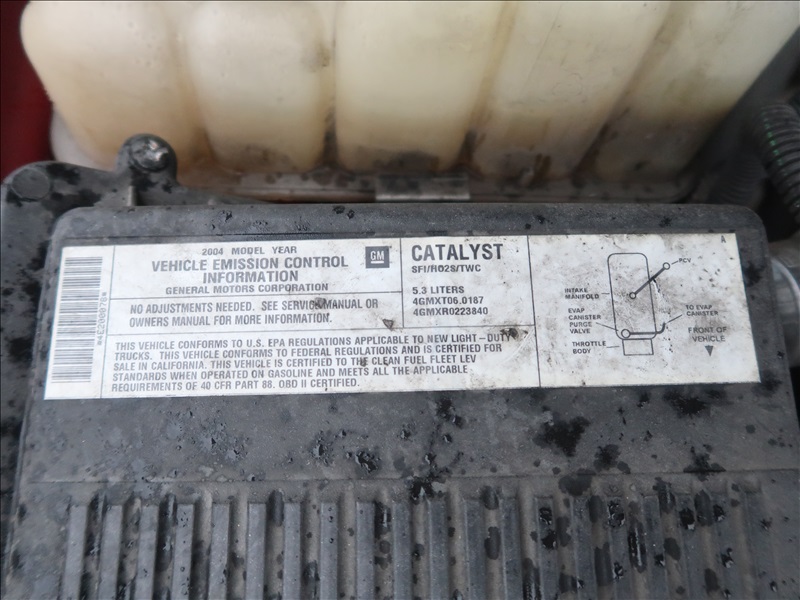 2004 MODEL YEAR
VEHICLE EMISSION CONTROL
INFORMATION
GENERAL MOTORS CORPORATION
GM
NO ADJUSTMENTS NEEDED. SEE SERVICE MANUAL OR
OWNERS MANUAL FOR MORE INFORMATION.
CATALYST
SFI/HO2S/TWC
5.3 LITERS
4GMXT06.0187
4GMXR0223840
THIS VEHICLE CONFORMS TO U.S. EPA REGULATIONS APPLICABLE TO NEW LIGHT-DUTY
TRUCKS. THIS VEHICLE CONFORMS TO FEDERAL REGULATIONS AND IS CERTIFIED FOR
SALE IN CALIFORNIA. THIS VEHICLE IS CERTIFIED TO THE CLEAN FUEL FLEET LEV
STANDARDS WHEN OPERATED ON GASOLINE AND MEETS ALL THE APPLICABLE
REQUIREMENTS OF 40 CFR PART 88. OBD II CERTIFIED.
A
PCV
INTAKE
MANIFOLD
EVAP
CANISTER
PURGE
VALVE
THROTTLE
BODY
TO EVAP
CANISTER
FRONT OF
VEHICLE